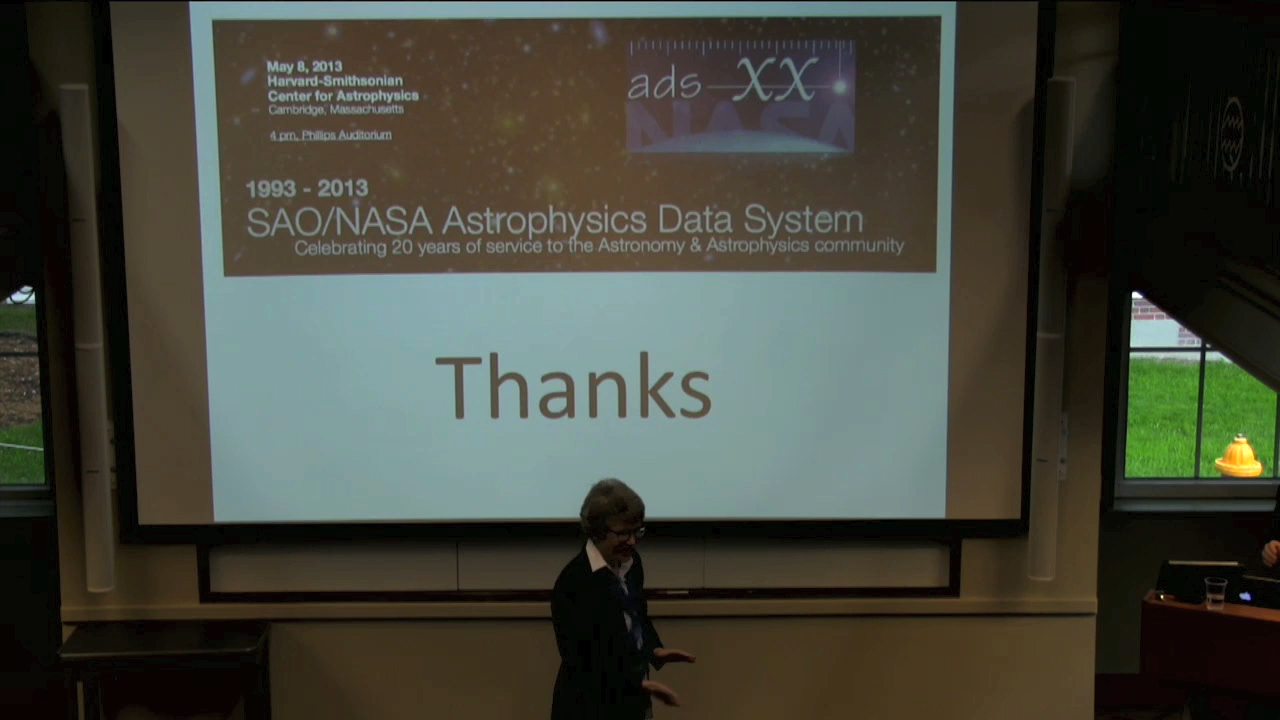 May 8, 2013
Harvard-Smithsonian
Center for Astrophysics
Cambridge, Massachusetts
4 pm, Phillips Auditorium
ads XX
NASA
1993 - 2013
SAO/NASA Astrophysics Data System
Celebrating 20 years of service to the Astronomy & Astrophysics community
Thanks